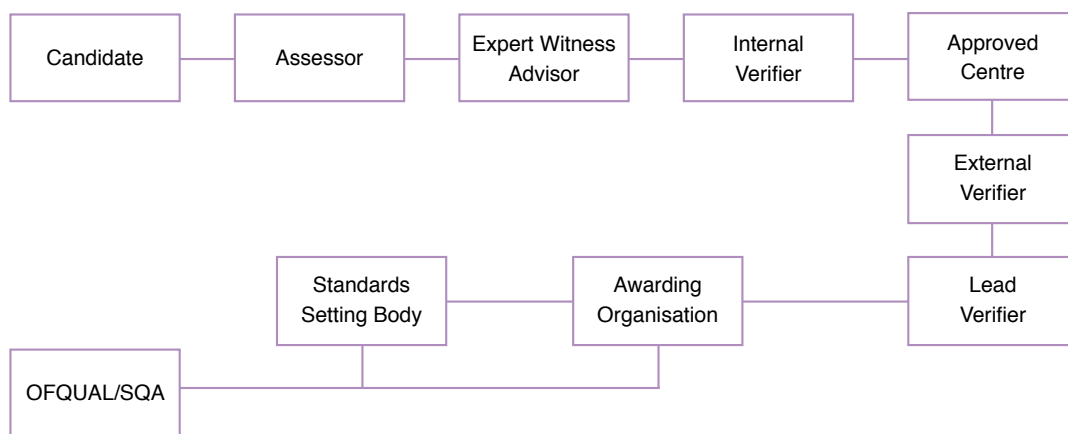 Candidate
Assessor
Expert Witness
Advisor
Internal
Verifier
Approved
Centre
External
Verifier
Standards
Setting Body
Awarding
Organisation
Lead
Verifier
OFQUAL/SQA